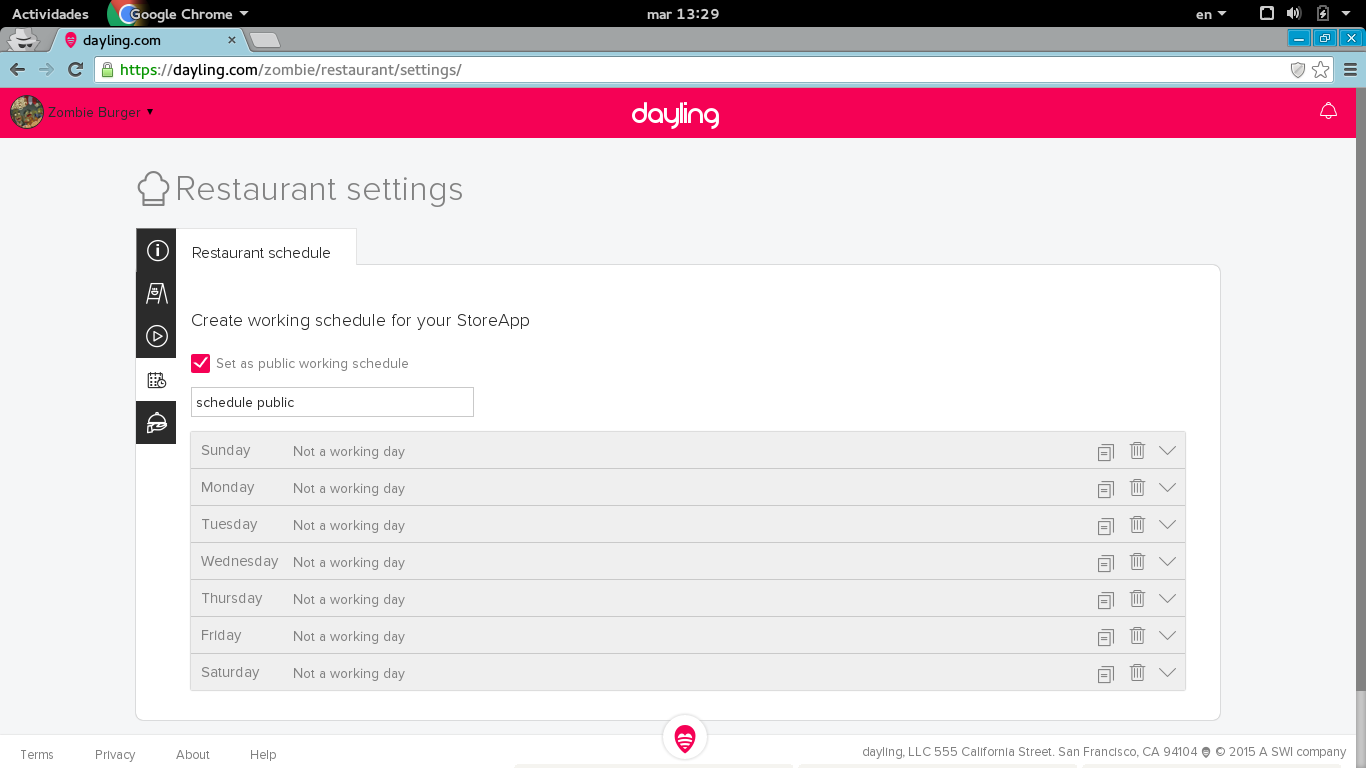 Actividades Google Chrome mar 13:29 en
dayling.com
https://dayling.com/zombie/restaurant/settings/
Zombie Burger dayling
Restaurant settings
Restaurant schedule
Create working schedule for your StoreApp
Set as public working schedule
schedule public
Sunday Not a working day
Monday Not a working day
Tuesday Not a working day
Wednesday Not a working day
Thursday Not a working day
Friday Not a working day
Saturday Not a working day
Terms Privacy About Help dayling, LLC 555 California Street. San Francisco, CA 94104 © 2015 A SWI company